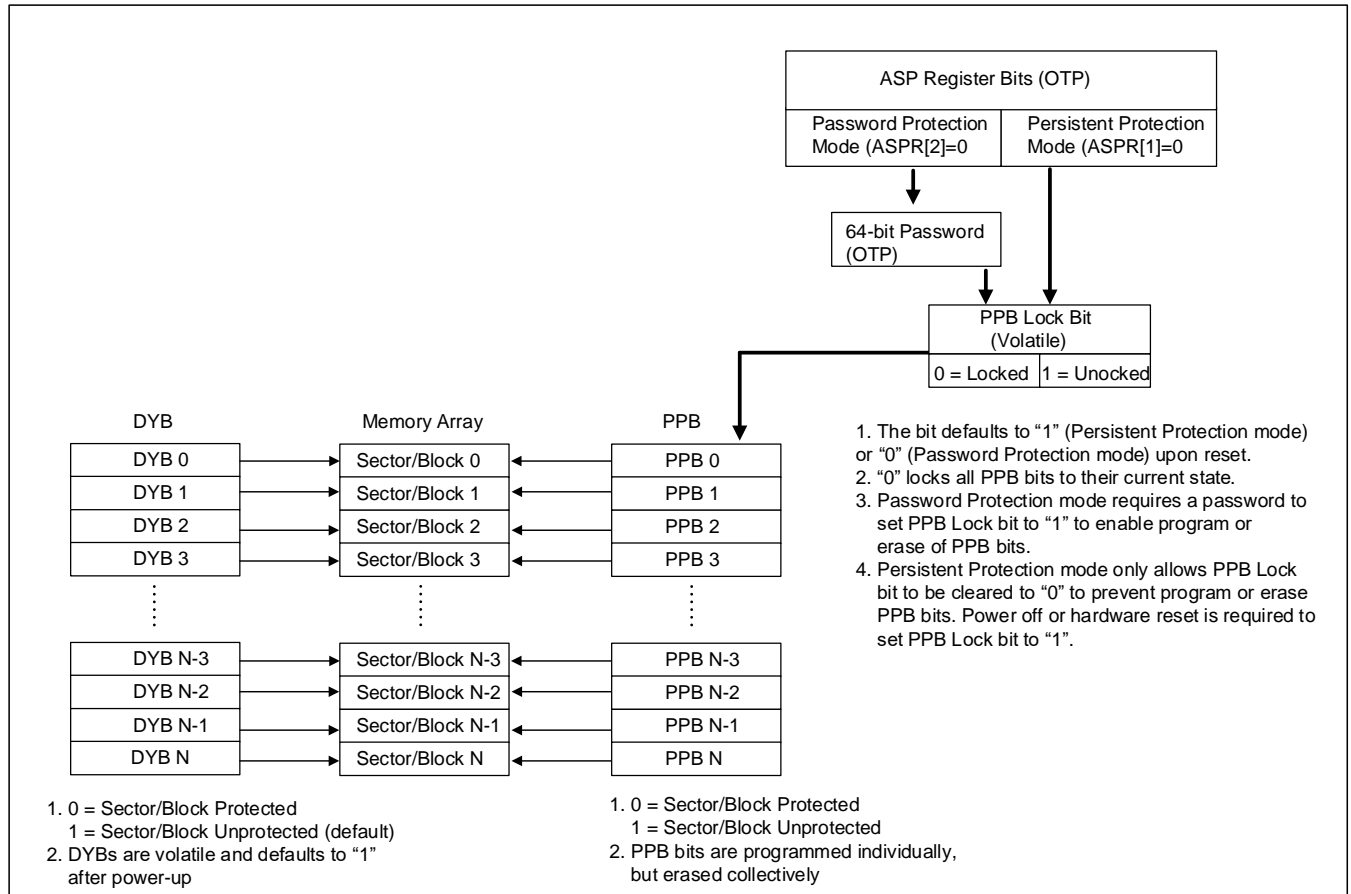 ASP Register Bits (OTP)
Password Protection
Mode (ASPR[2]=0
Persistent Protection
Mode (ASPR[1]=0
64-bit Password
(OTP)
PPB Lock Bit
(Volatile)
0 = Locked
1 = Unocked
1. The bit defaults to “1” (Persistent Protection mode)
or “0” (Password Protection mode) upon reset.
2. “0” locks all PPB bits to their current state.
3. Password Protection mode requires a password to
set PPB Lock bit to “1” to enable program or
erase of PPB bits.
4. Persistent Protection mode only allows PPB Lock
bit to be cleared to “0” to prevent program or erase
PPB bits. Power off or hardware reset is required to
set PPB Lock bit to “1”.
DYB Memory Array PPB
DYB 0 Sector/Block 0 PPB 0
DYB 1 Sector/Block 1 PPB 1
DYB 2 Sector/Block 2 PPB 2
DYB 3 Sector/Block 3 PPB 3
DYB N-3 Sector/Block N-3 PPB N-3
DYB N-2 Sector/Block N-2 PPB N-2
DYB N-1 Sector/Block N-1 PPB N-1
DYB N Sector/Block N PPB N
1. 0 = Sector/Block Protected
1 = Sector/Block Unprotected (default)
2. DYBs are volatile and defaults to “1”
after power-up
1. 0 = Sector/Block Protected
1 = Sector/Block Unprotected
2. PPB bits are programmed individually,
but erased collectively